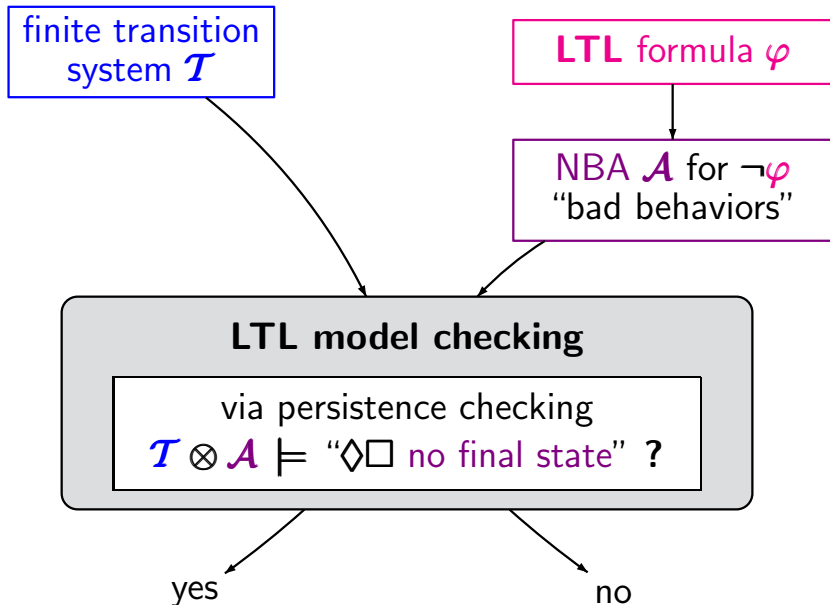 finite transition
system 𝓣
LTL formula φ
NBA 𝓐 for ¬φ
“bad behaviors”
LTL model checking
via persistence checking
𝓣 ⊗ 𝓐 ⊨ “◊□ no final state” ?
yes
no